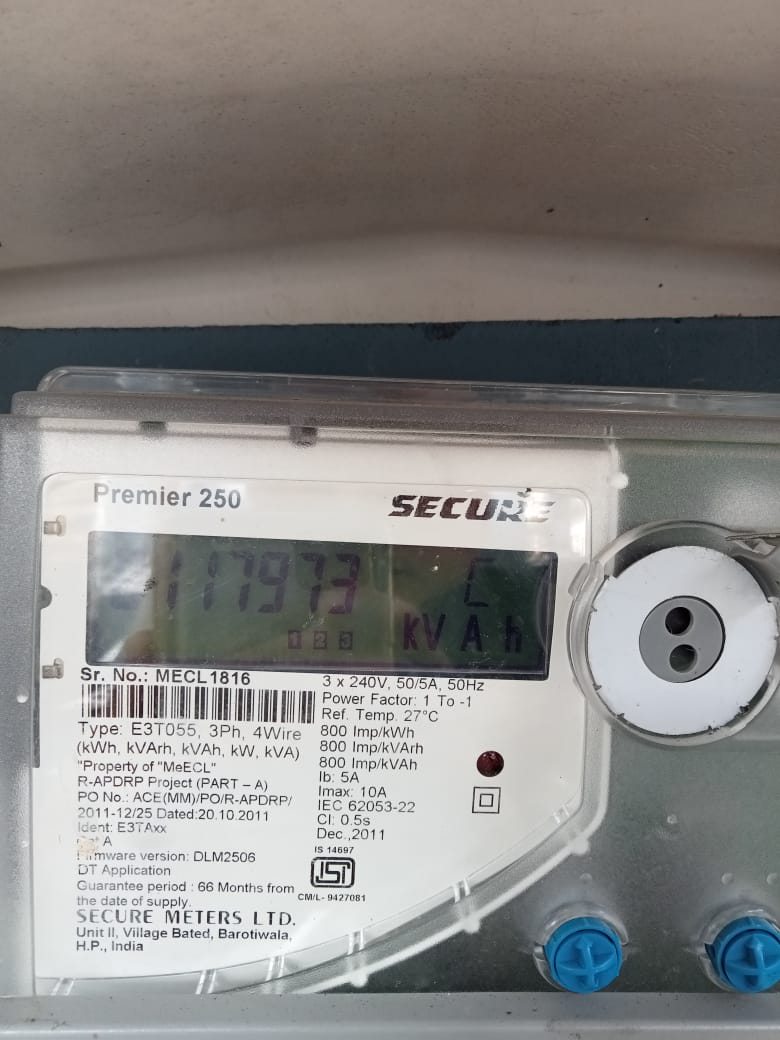 Premier 250
SECURE
117973 C
123 kVAh
Sr. No.: MECL1816
Type: E3T055, 3Ph, 4Wire
(kWh, kVArh, kVAh, kW, kVA)
"Property of "MeECL"
R-APDRP Project (PART – A)
PO No.: ACE(MM)/PO/R-APDRP/
2011-12/25 Dated:20.10.2011
Ident: E3TAxx
A
Firmware version: DLM2506
DT Application
Guarantee period : 66 Months from
the date of supply.
SECURE METERS LTD.
Unit II, Village Bated, Barotiwala,
H.P., India
3 x 240V, 50/5A, 50Hz
Power Factor: 1 To -1
Ref. Temp. 27°C
800 Imp/kWh
800 Imp/kVArh
800 Imp/kVAh
Ib: 5A
Imax: 10A
IEC 62053-22
Cl: 0.5s
Dec.,2011
IS 14697
ISI
CM/L- 9427081